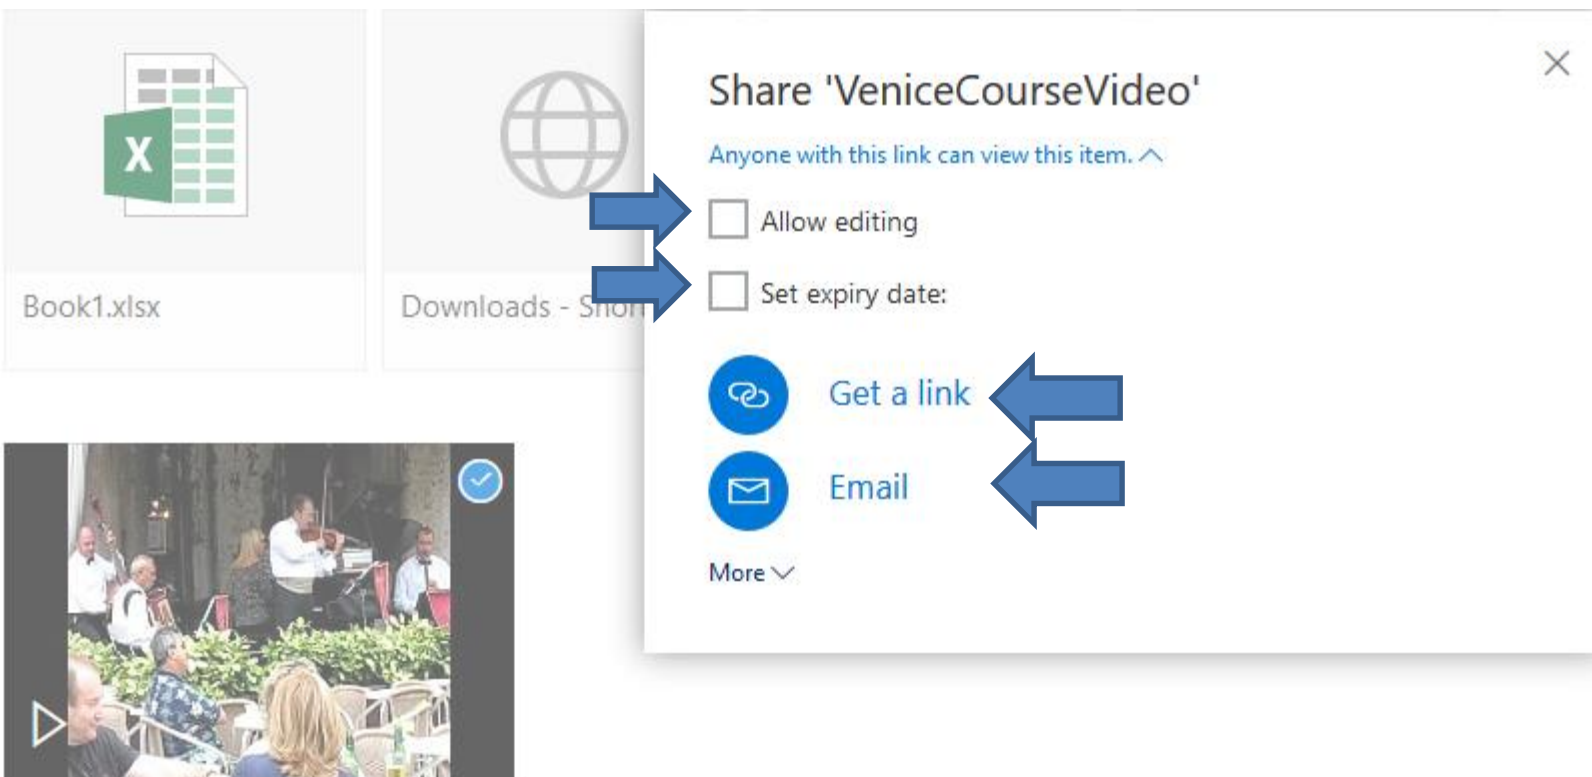 X
Book1.xlsx
Downloads - Short
Share 'VeniceCourseVideo'
Anyone with this link can view this item.
Allow editing
Set expiry date:
Get a link
Email
More